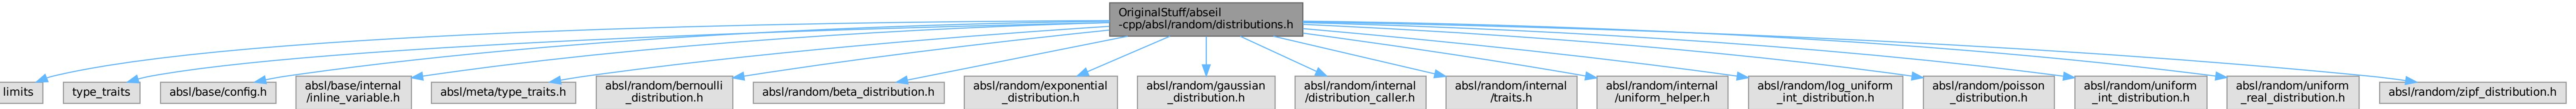 OriginalStuff/abseil
-cpp/absl/random/distributions.h
limits
type_traits
absl/base/config.h
absl/base/internal
/inline_variable.h
absl/meta/type_traits.h
absl/random/bernoulli
_distribution.h
absl/random/beta_distribution.h
absl/random/exponential
_distribution.h
absl/random/gaussian
_distribution.h
absl/random/internal
/distribution_caller.h
absl/random/internal
/traits.h
absl/random/internal
/uniform_helper.h
absl/random/log_uniform
_int_distribution.h
absl/random/poisson
_distribution.h
absl/random/uniform
_int_distribution.h
absl/random/uniform
_real_distribution.h
absl/random/zipf_distribution.h